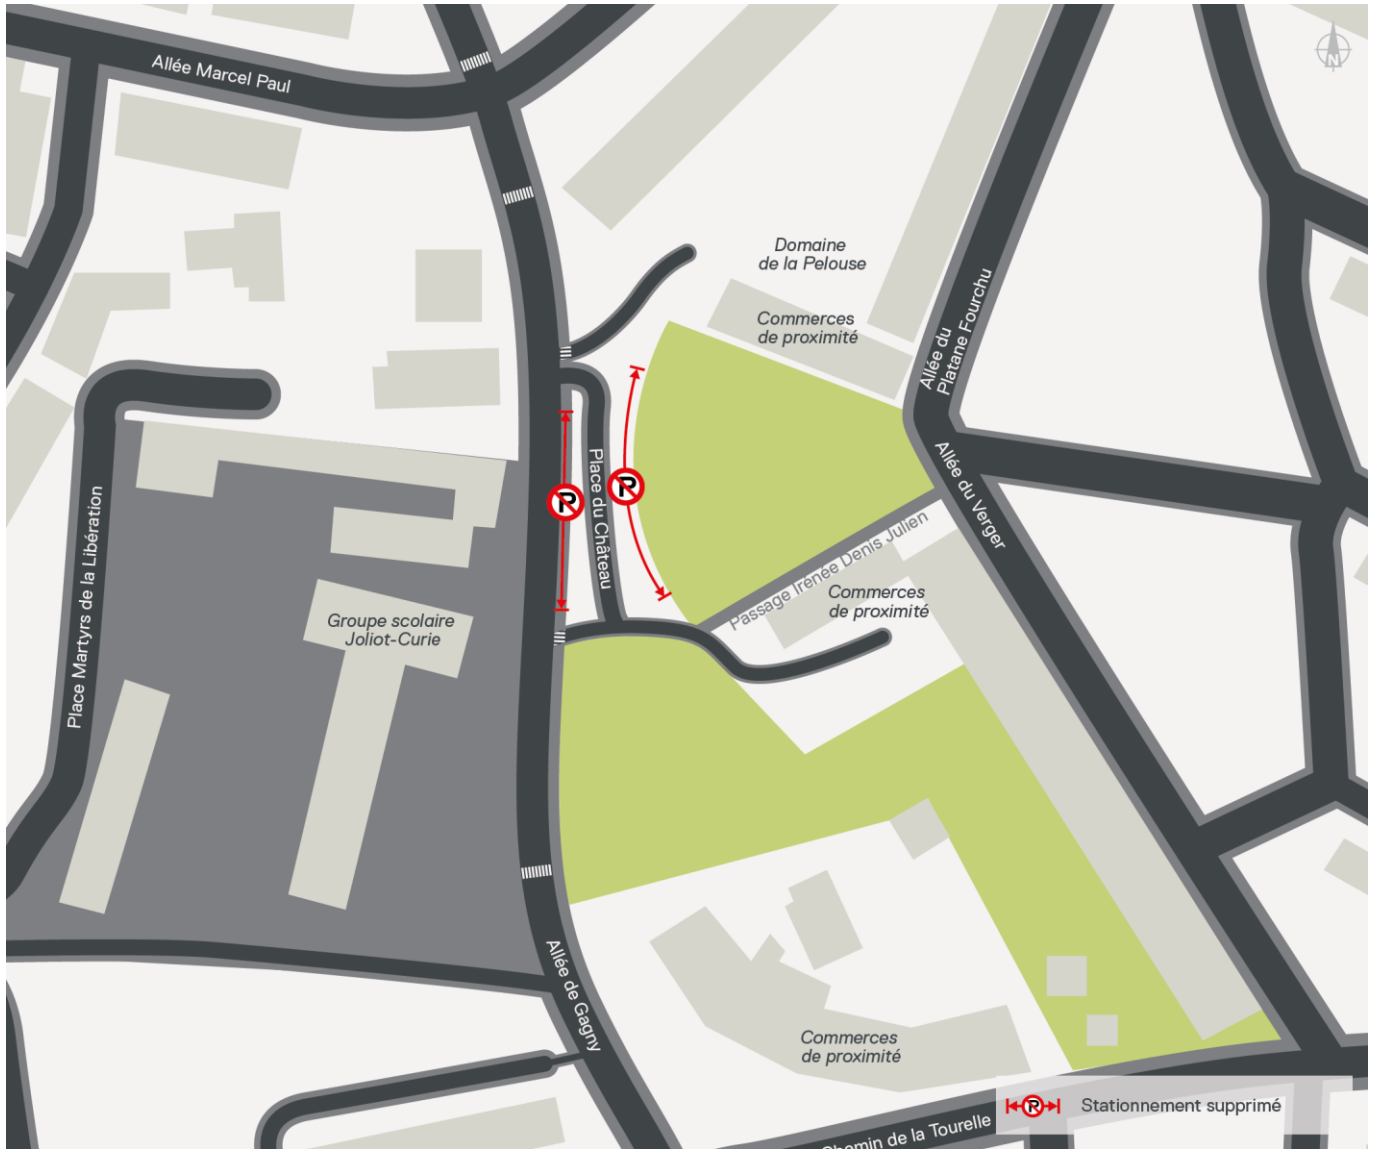 Allée Marcel Paul
N
Domaine
de la Pelouse
Commerces
de proximité
Allée du
Platane Fourchu
Allée du Verger
P
P
Place du Château
Passage Irenée Denis Julien
Commerces
de proximité
Place Martyrs de la Libération
Groupe scolaire
Joliot-Curie
Allée de Gagny
Commerces
de proximité
Chemin de la Tourelle
P
Stationnement supprimé